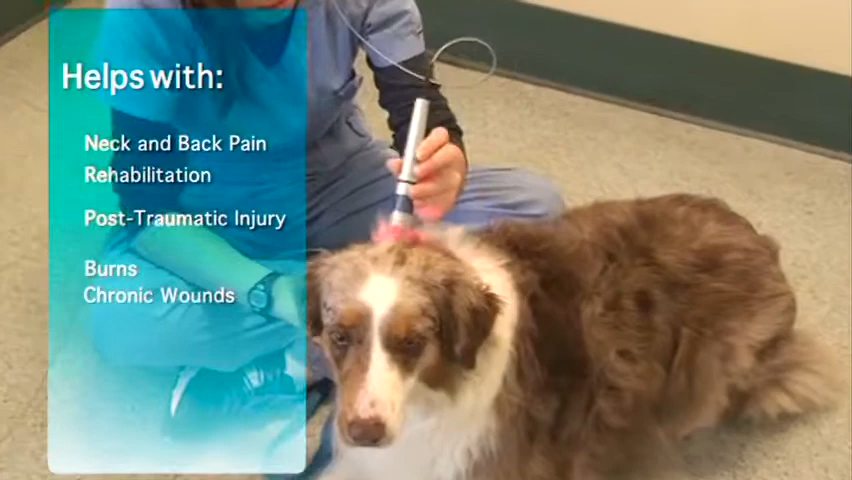 Helps with:
Neck and Back Pain
Rehabilitation
Post-Traumatic Injury
Burns
Chronic Wounds